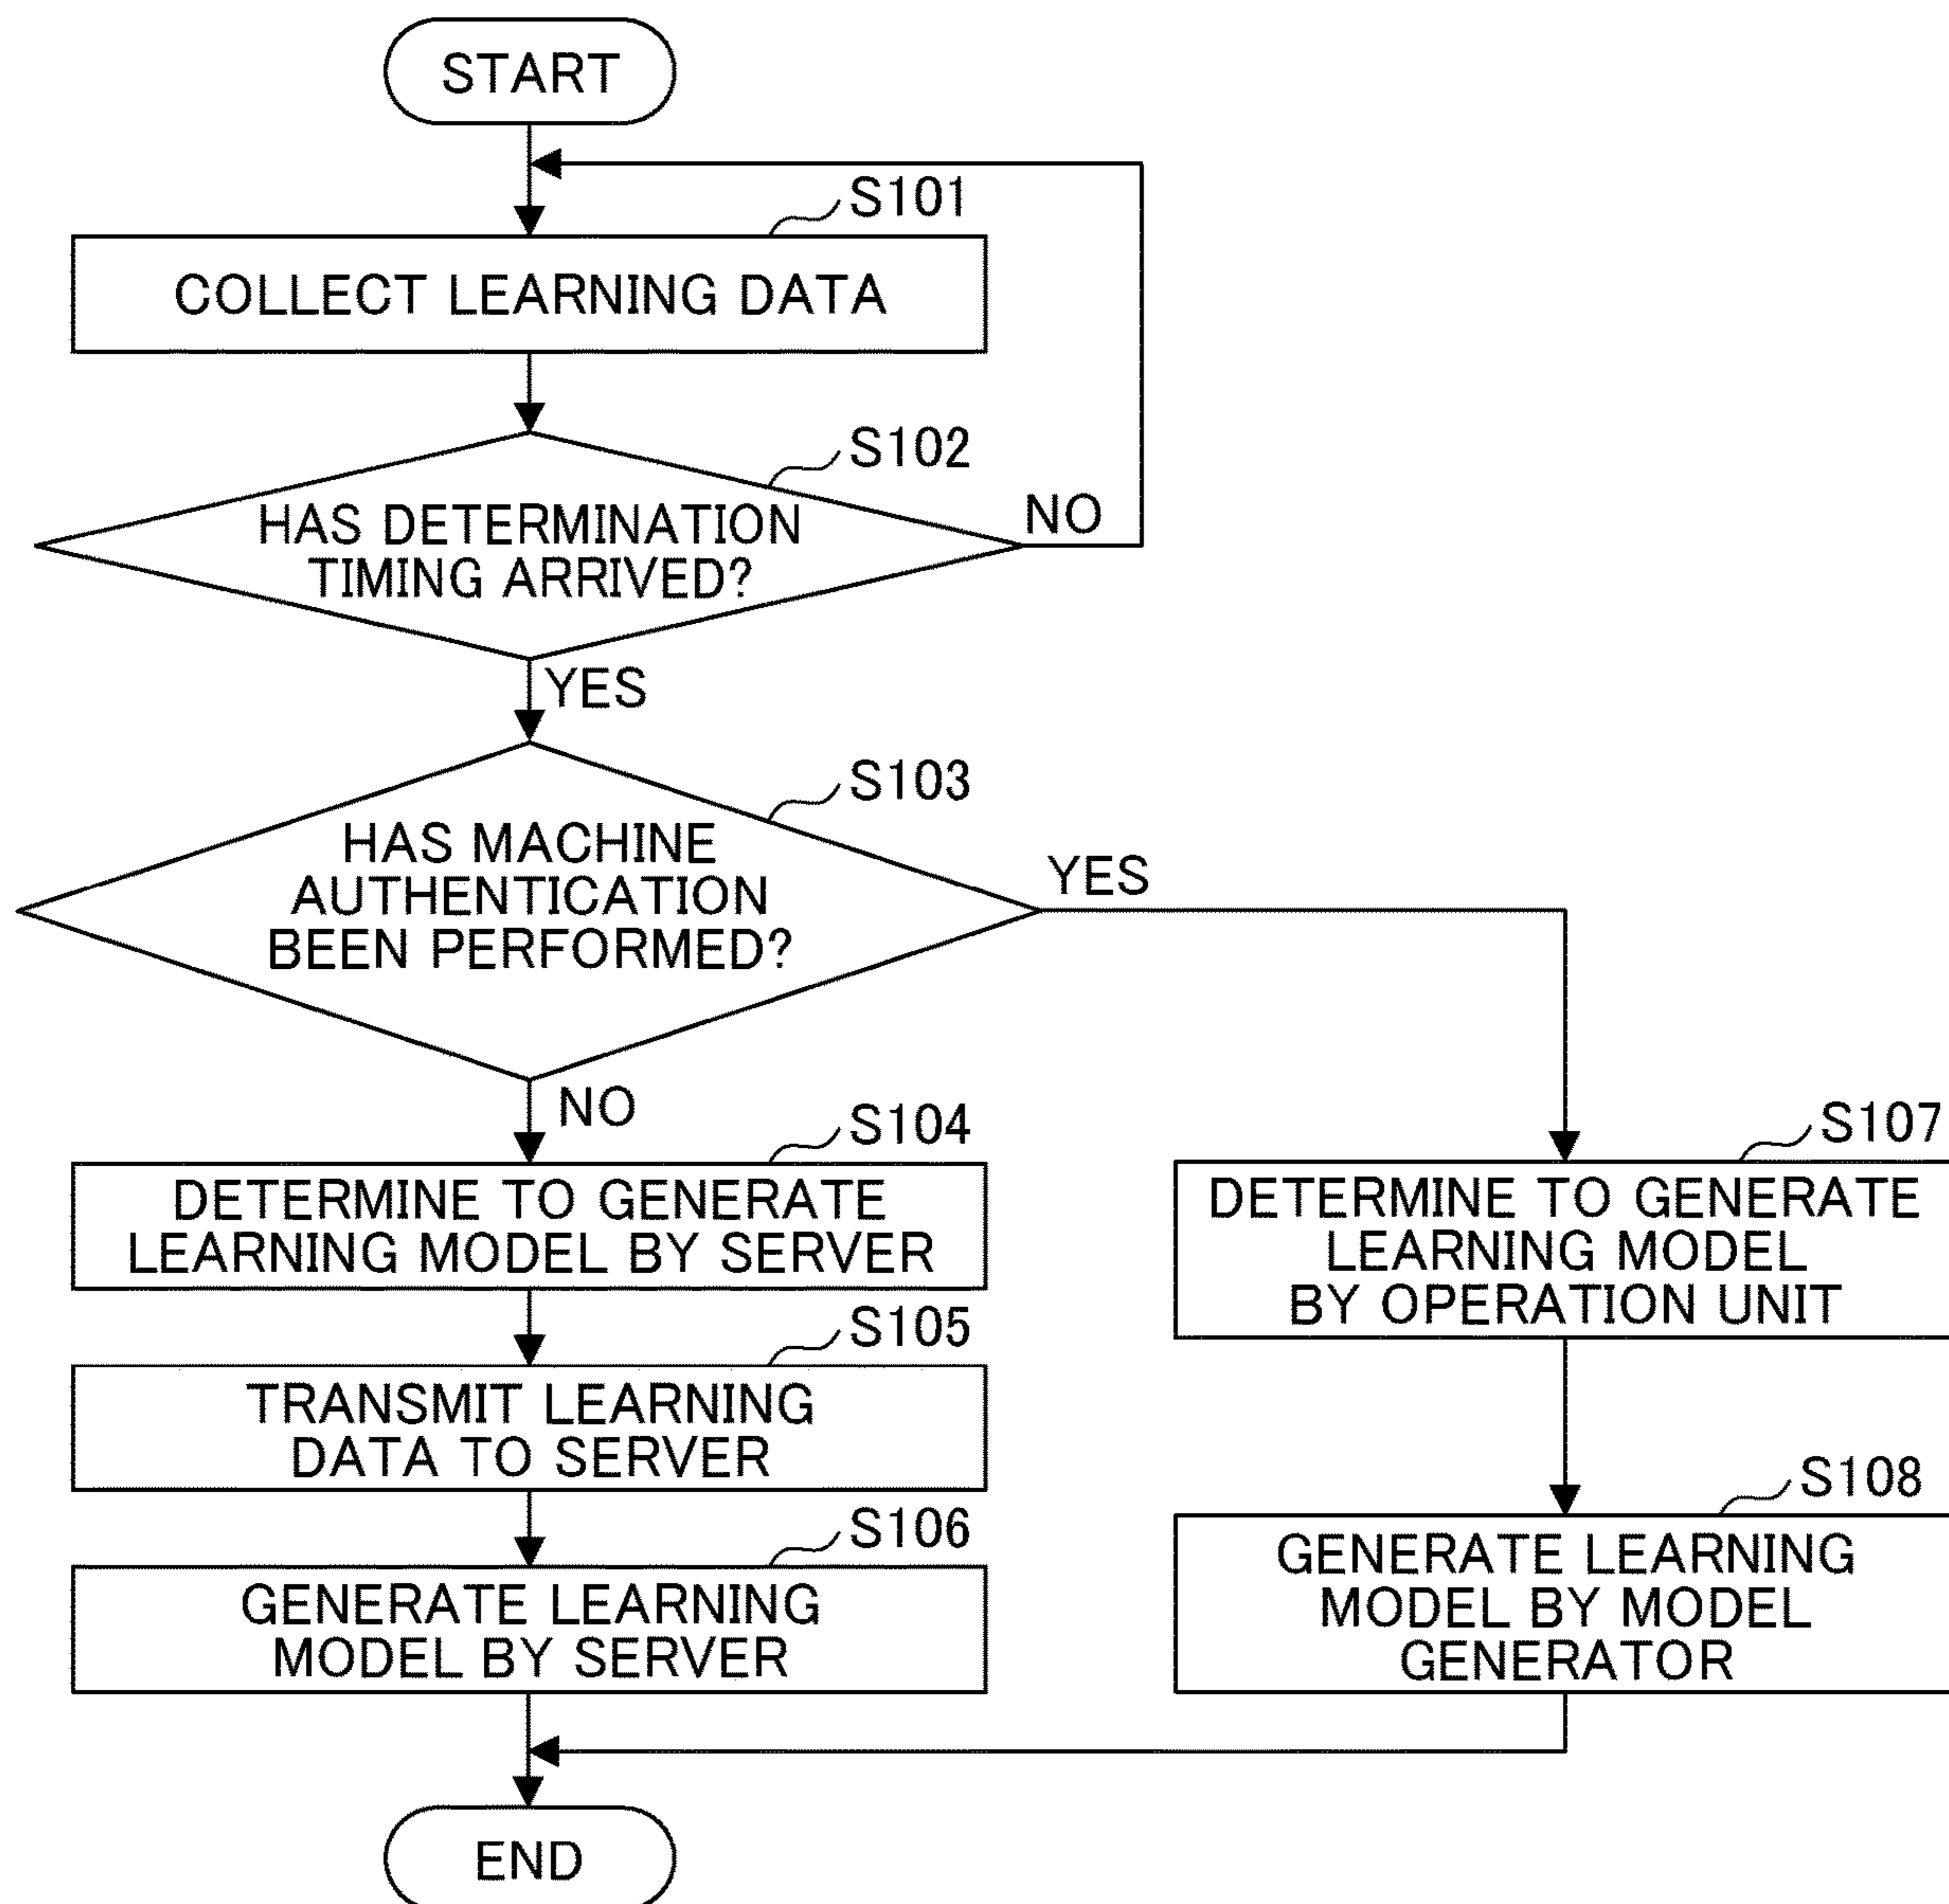 START
S101
COLLECT LEARNING DATA
S102
HAS DETERMINATION
TIMING ARRIVED?
NO
YES
S103
HAS MACHINE
AUTHENTICATION
BEEN PERFORMED?
YES
NO
S104
DETERMINE TO GENERATE
LEARNING MODEL BY SERVER
S105
TRANSMIT LEARNING
DATA TO SERVER
S106
GENERATE LEARNING
MODEL BY SERVER
S107
DETERMINE TO GENERATE
LEARNING MODEL
BY OPERATION UNIT
S108
GENERATE LEARNING
MODEL BY MODEL
GENERATOR
END